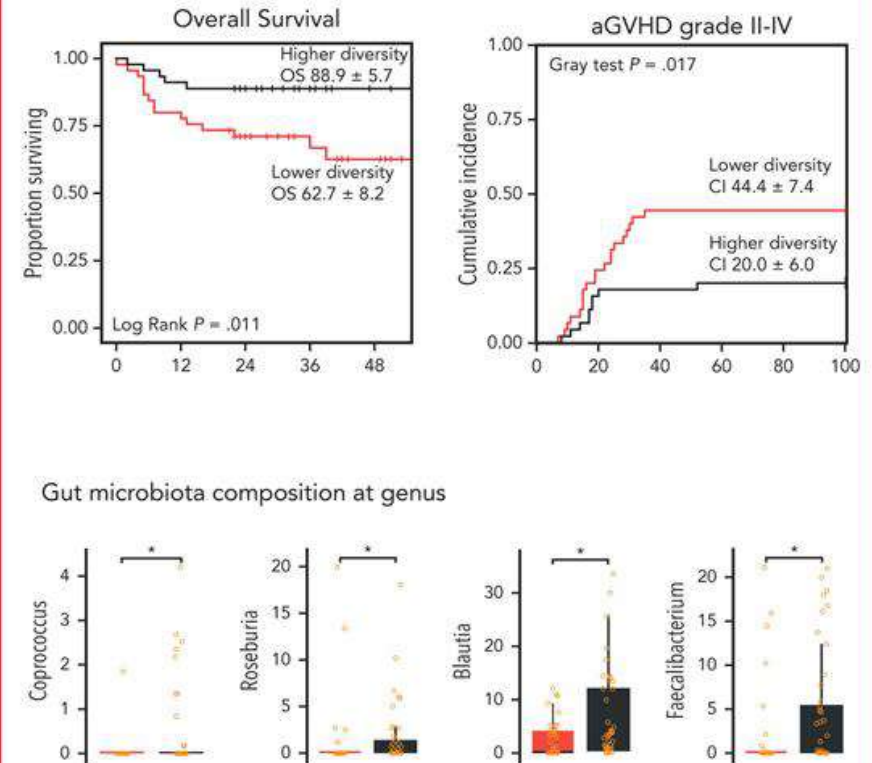 Overall Survival
Proportion surviving
1.00
0.75
0.50
0.25
0.00
Higher diversity
OS 88.9 ± 5.7
Lower diversity
OS 62.7 ± 8.2
Log Rank P = .011
0 12 24 36 48
aGVHD grade II-IV
Cumulative incidence
1.00
0.75
0.50
0.25
0.00
Gray test P = .017
Lower diversity
CI 44.4 ± 7.4
Higher diversity
CI 20.0 ± 6.0
0 20 40 60 80 100
Gut microbiota composition at genus
Coprococcus
4
3
2
1
0
*
Roseburia
20
15
10
5
0
*
Blautia
30
20
10
0
*
Faecalibacterium
20
15
10
5
0
*